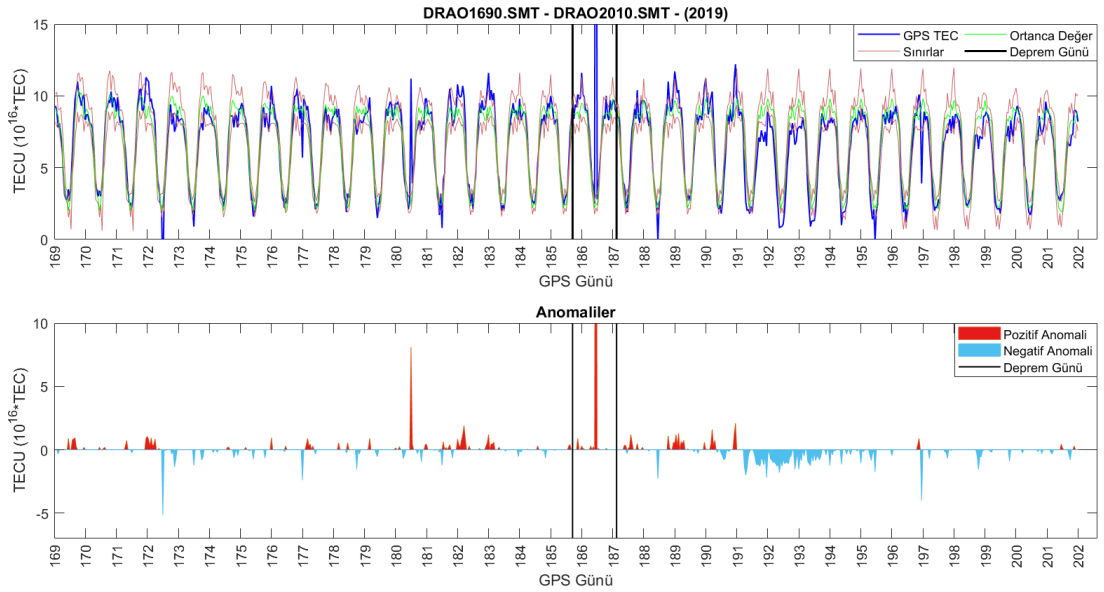 DRAO1690.SMT - DRAO2010.SMT - (2019)
TECU (10^16*TEC)
15
10
5
0
GPS TEC
Ortanca Değer
Sınırlar
Deprem Günü
169 170 171 172 173 174 175 176 177 178 179 180 181 182 183 184 185 186 187 188 189 190 191 192 193 194 195 196 197 198 199 200 201 202
GPS Günü
Anomaliler
TECU (10^16*TEC)
10
5
0
-5
Pozitif Anomali
Negatif Anomali
Deprem Günü
169 170 171 172 173 174 175 176 177 178 179 180 181 182 183 184 185 186 187 188 189 190 191 192 193 194 195 196 197 198 199 200 201 202
GPS Günü